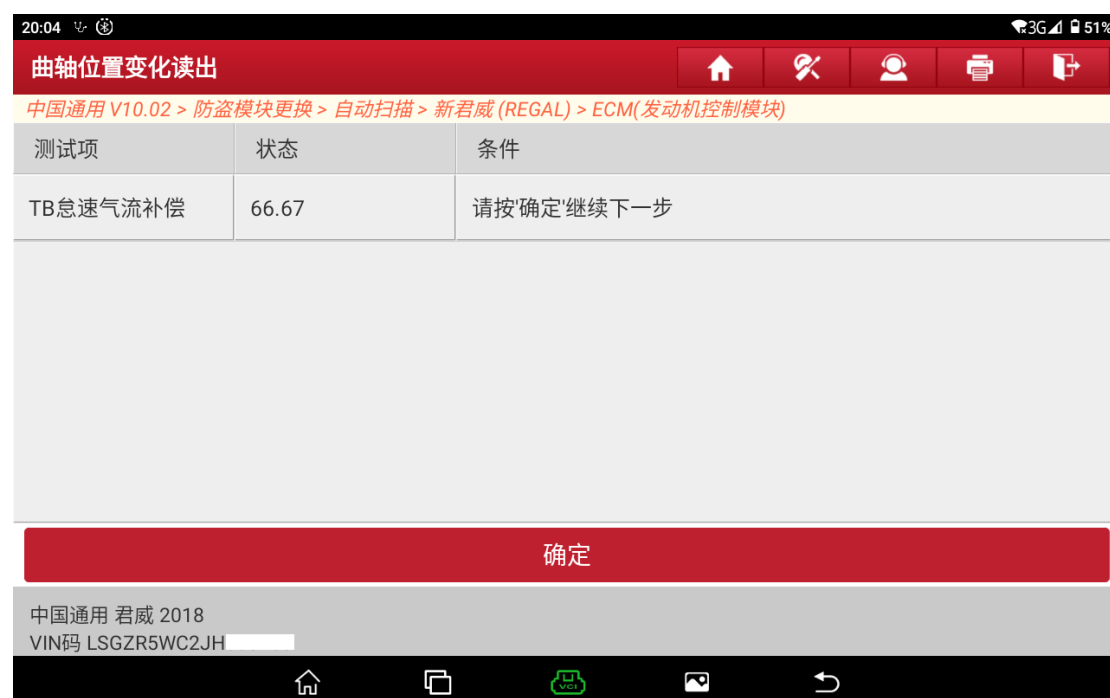 20:04 3G 51%
曲轴位置变化读出
中国通用 V10.02 > 防盗模块更换 > 自动扫描 > 新君威 (REGAL) > ECM(发动机控制模块)
测试项 状态 条件
TB怠速气流补偿 66.67 请按'确定'继续下一步
确定
中国通用 君威 2018
VIN码 LSGZR5WC2JH
VCI